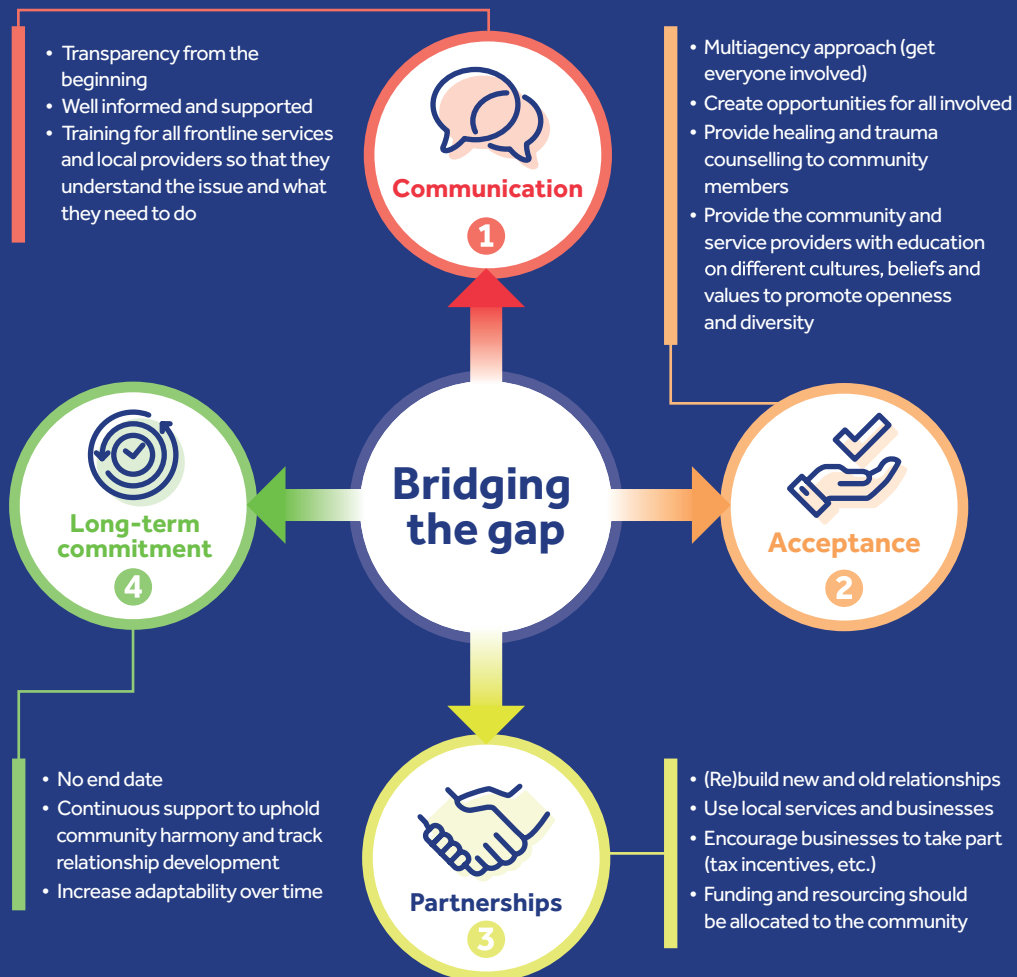 • Transparency from the
beginning
• Well informed and supported
• Training for all frontline services
and local providers so that they
understand the issue and what
they need to do
Communication
1
• Multiagency approach (get
everyone involved)
• Create opportunities for all involved
• Provide healing and trauma
counselling to community
members
• Provide the community and
service providers with education
on different cultures, beliefs and
values to promote openness
and diversity
Bridging
the gap
Acceptance
2
Long-term
commitment
4
• No end date
• Continuous support to uphold
community harmony and track
relationship development
• Increase adaptability over time
Partnerships
3
• (Re)build new and old relationships
• Use local services and businesses
• Encourage businesses to take part
(tax incentives, etc.)
• Funding and resourcing should
be allocated to the community